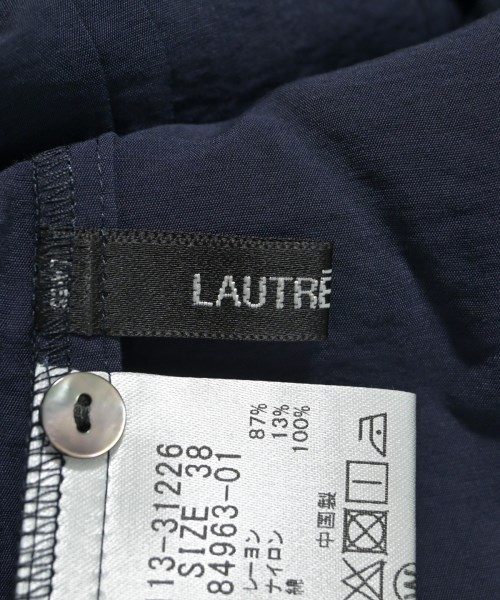 LAUTRE
113-31226
SIZE 38
84963-01
レーヨン 87%
ナイロン 13%
綿 100%
中国製